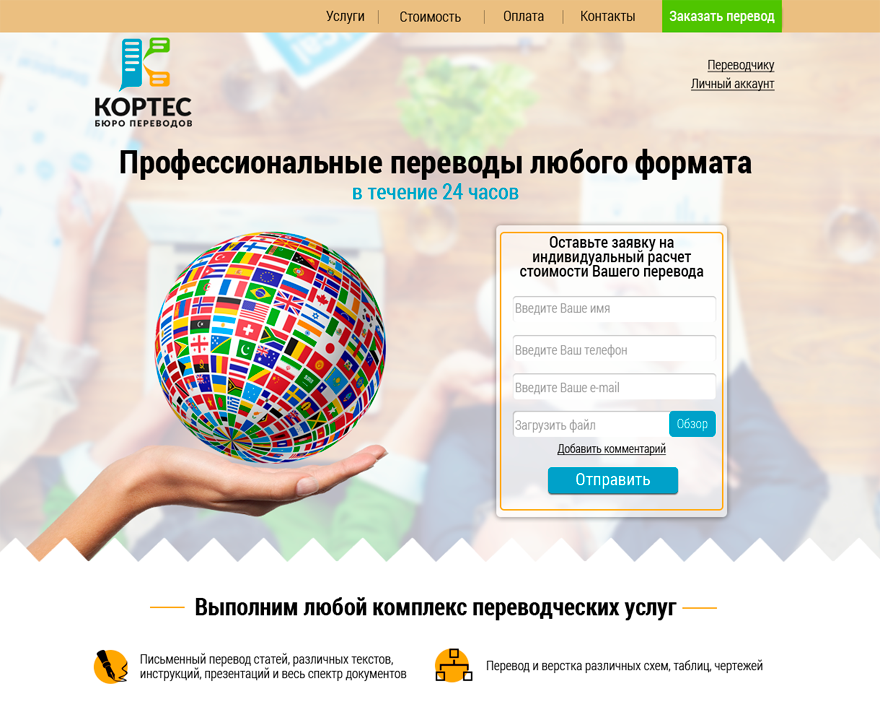 Услуги
Стоимость
Оплата
Контакты
Заказать перевод
Переводчику
Личный аккаунт
КОРТЕС
БЮРО ПЕРЕВОДОВ
Профессиональные переводы любого формата
в течение 24 часов
Оставьте заявку на
индивидуальный расчет
стоимости Вашего перевода
Введите Ваше имя
Введите Ваш телефон
Введите Ваше e-mail
Загрузить файл
Обзор
Добавить комментарий
Отправить
Выполним любой комплекс переводческих услуг
Письменный перевод статей, различных текстов,
инструкций, презентаций и весь спектр документов
Перевод и верстка различных схем, таблиц, чертежей